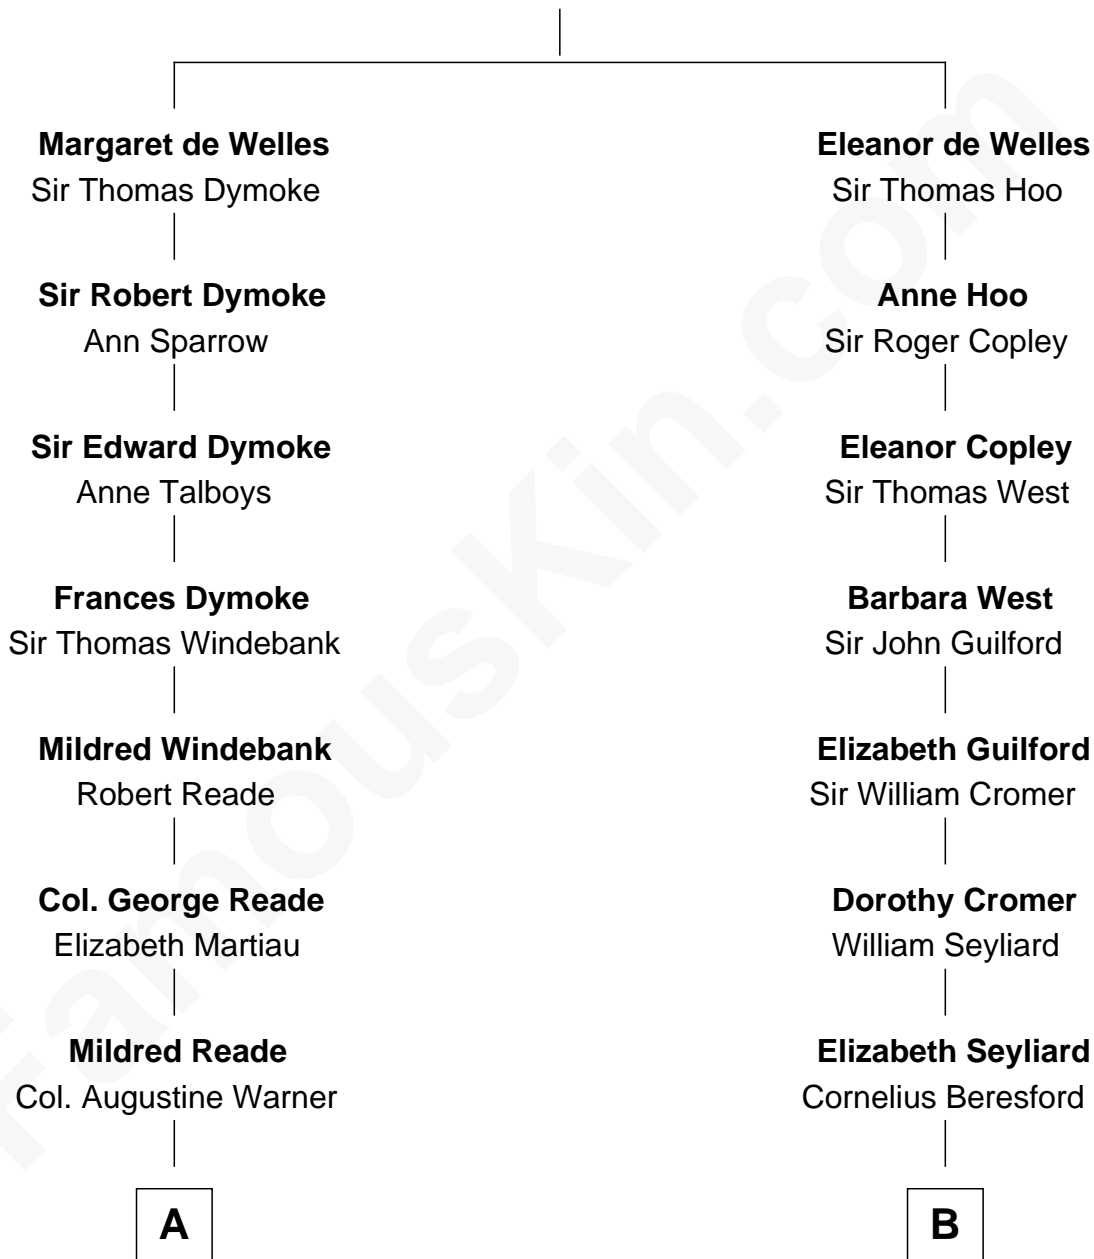 Margaret de Welles
Sir Thomas Dymoke
Eleanor de Welles
Sir Thomas Hoo
Sir Robert Dymoke
Ann Sparrow
Anne Hoo
Sir Roger Copley
Sir Edward Dymoke
Anne Talboys
Eleanor Copley
Sir Thomas West
Frances Dymoke
Sir Thomas Windebank
Barbara West
Sir John Guilford
Mildred Windebank
Robert Reade
Elizabeth Guilford
Sir William Cromer
Col. George Reade
Elizabeth Martiau
Dorothy Cromer
William Seyliard
Mildred Reade
Col. Augustine Warner
Elizabeth Seyliard
Cornelius Beresford
A
B
FamousKin.com